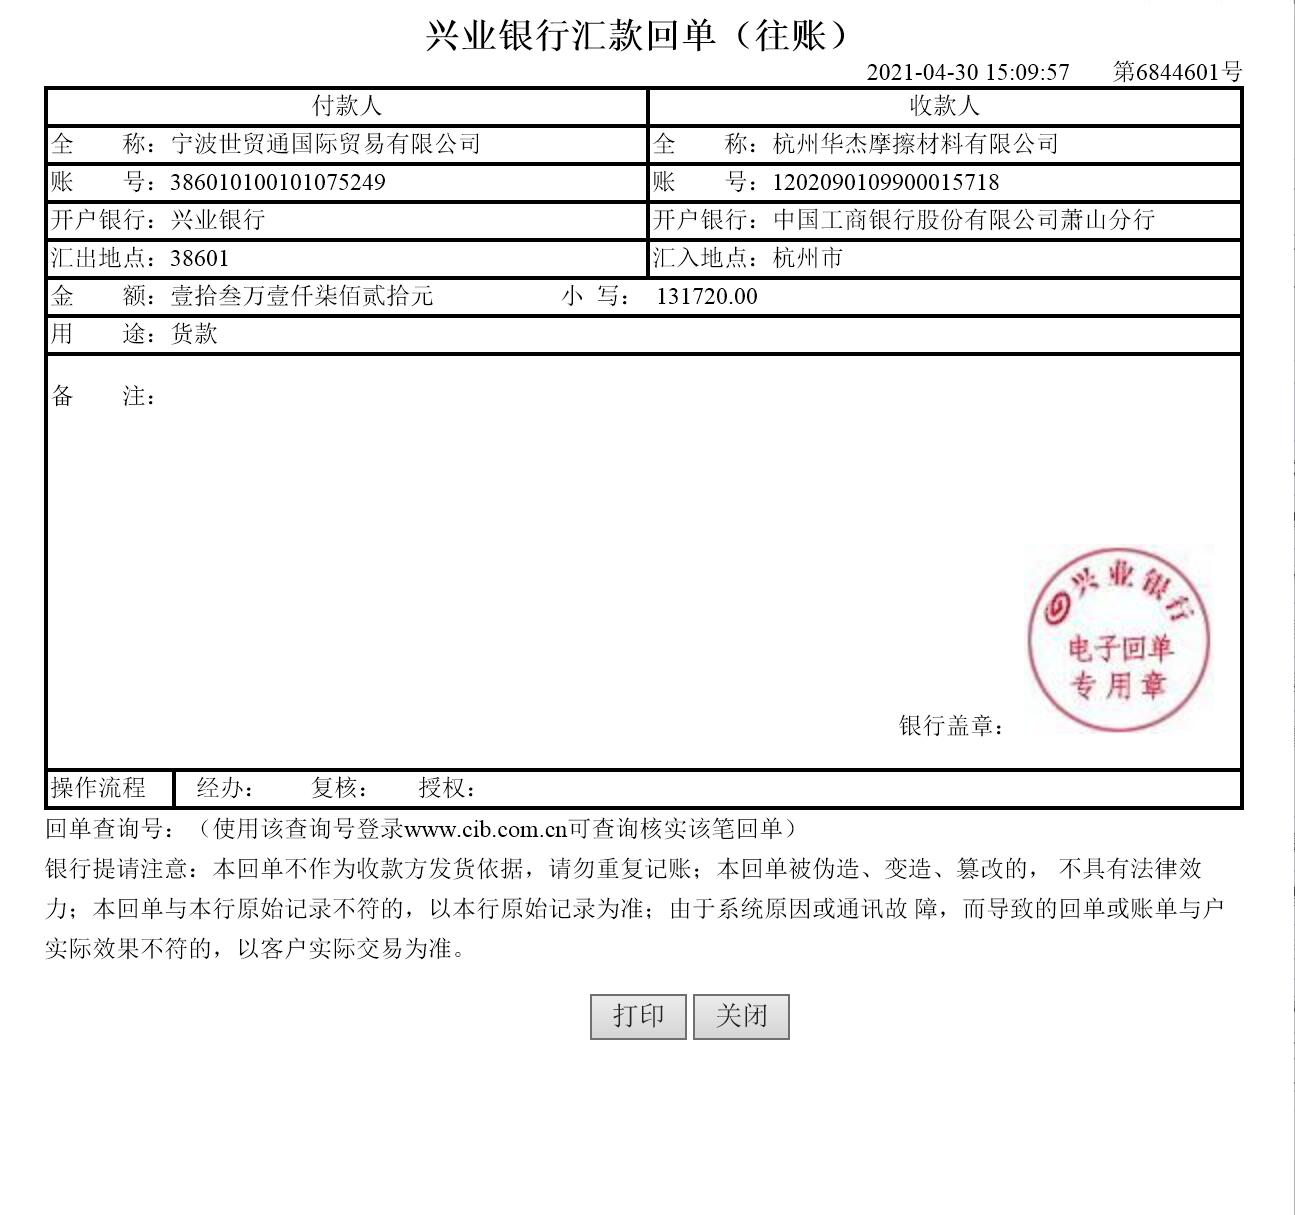 兴业银行汇款回单（往账）
2021-04-30 15:09:57 第6844601号
付款人 收款人
全 称：宁波世贸通国际贸易有限公司 全 称：杭州华杰摩擦材料有限公司
账 号：386010100101075249 账 号：1202090109900015718
开户银行：兴业银行 开户银行：中国工商银行股份有限公司萧山分行
汇出地点：38601 汇入地点：杭州市
金 额：壹拾叁万壹仟柒佰贰拾元 小 写： 131720.00
用 途：货款
备 注：
兴业银行
电子回单
专用章
银行盖章：
操作流程 经办： 复核： 授权：
回单查询号：（使用该查询号登录www.cib.com.cn可查询核实该笔回单）
银行提请注意：本回单不作为收款方发货依据，请勿重复记账；本回单被伪造、变造、篡改的， 不具有法律效
力；本回单与本行原始记录不符的，以本行原始记录为准；由于系统原因或通讯故 障，而导致的回单或账单与户
实际效果不符的，以客户实际交易为准。
打印 关闭